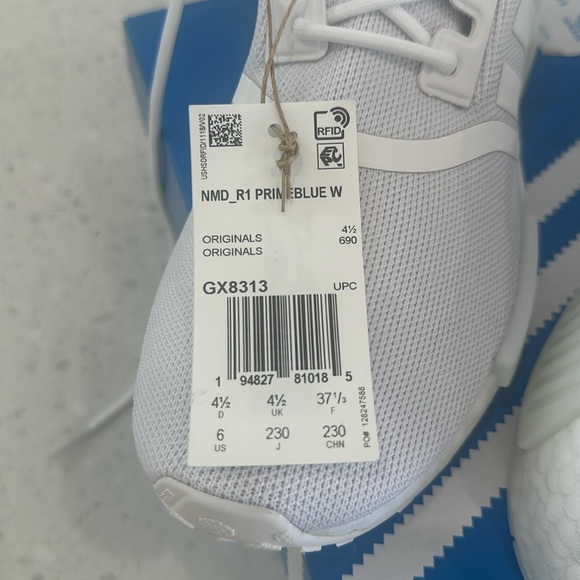 USHSDRFID/1118/V02
RFID
NMD_R1 PRIMEBLUE W
4½
ORIGINALS 690
ORIGINALS
GX8313 UPC
1 94827 81018 5
4½ 4½ 37⅓
D UK F
6 230 230
US J CHN
PO# 128247588